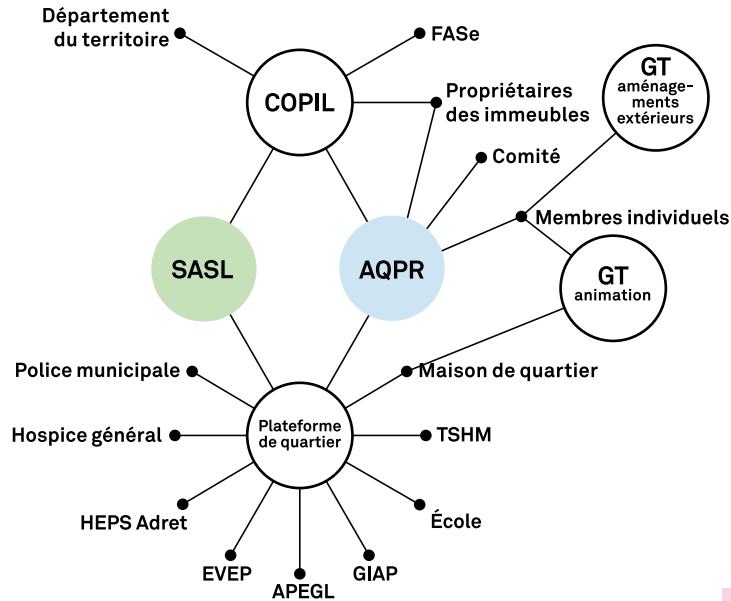 Département
du territoire
FASe
COPIL
Propriétaires
des immeubles
GT
aménage-
ments
extérieurs
Comité
Membres individuels
SASL
AQPR
GT
animation
Police municipale
Maison de quartier
Hospice général
Plateforme
de quartier
TSHM
HEPS Adret
École
EVEP
APEGL
GIAP